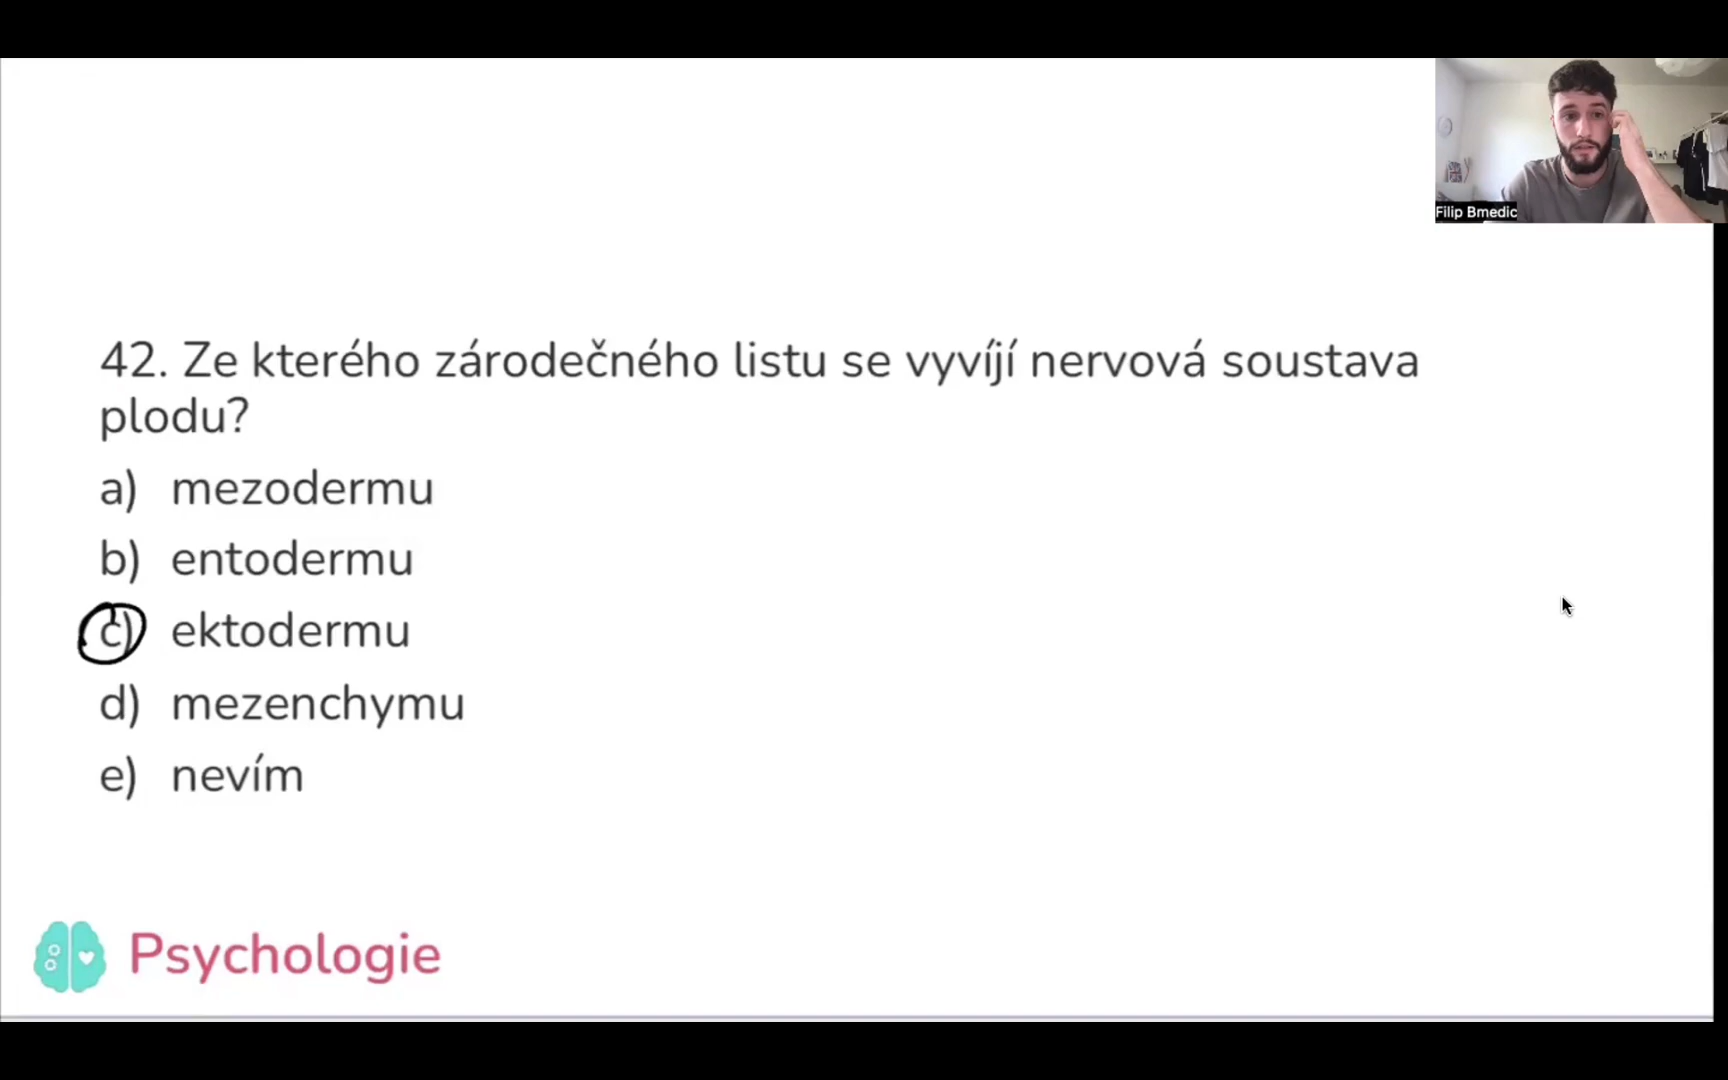 Filip Bmedic
42. Ze kterého zárodečného listu se vyvíjí nervová soustava
plodu?
a) mezodermu
b) entodermu
c) ektodermu
d) mezenchymu
e) nevím
Psychologie